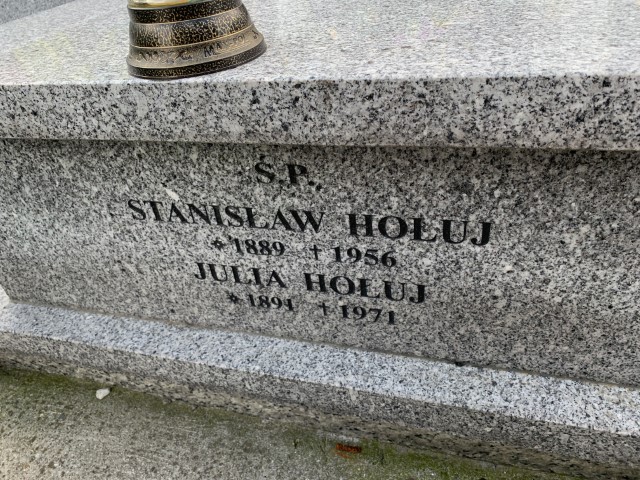 Ś.P.
STANISŁAW HOŁUJ
* 1889 † 1956
JULIA HOŁUJ
* 1891 † 1971